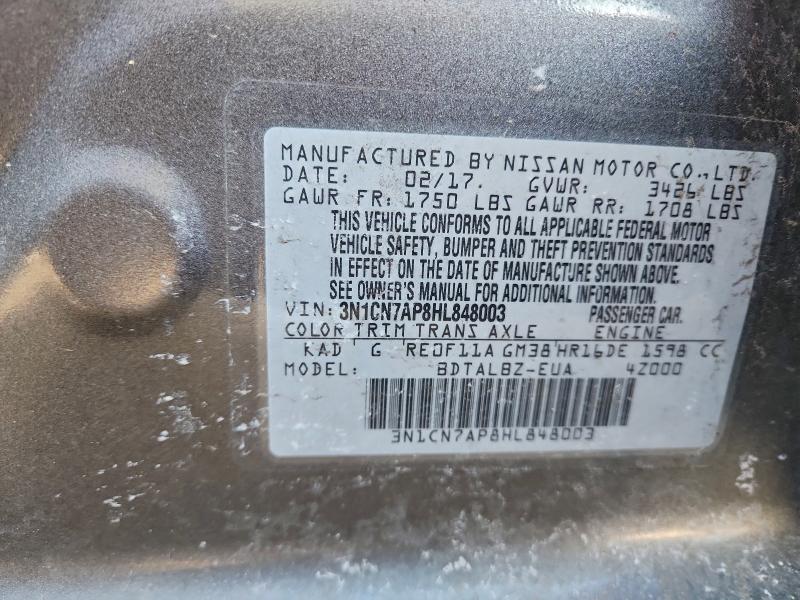 MANUFACTURED BY NISSAN MOTOR CO., LTD.
DATE: 02/17. GVWR: 3426 LBS
GAWR FR: 1750 LBS GAWR RR: 1708 LBS
THIS VEHICLE CONFORMS TO ALL APPLICABLE FEDERAL MOTOR
VEHICLE SAFETY, BUMPER AND THEFT PREVENTION STANDARDS
IN EFFECT ON THE DATE OF MANUFACTURE SHOWN ABOVE.
SEE OWNER'S MANUAL FOR ADDITIONAL INFORMATION.
VIN: 3N1CN7AP8HL848003 PASSENGER CAR.
COLOR TRIM TRANS AXLE ENGINE
KAD G RE0F11A GM38 HR16DE 1598 CC
MODEL: BDTALBZ-EUA 4Z000
3N1CN7AP8HL848003